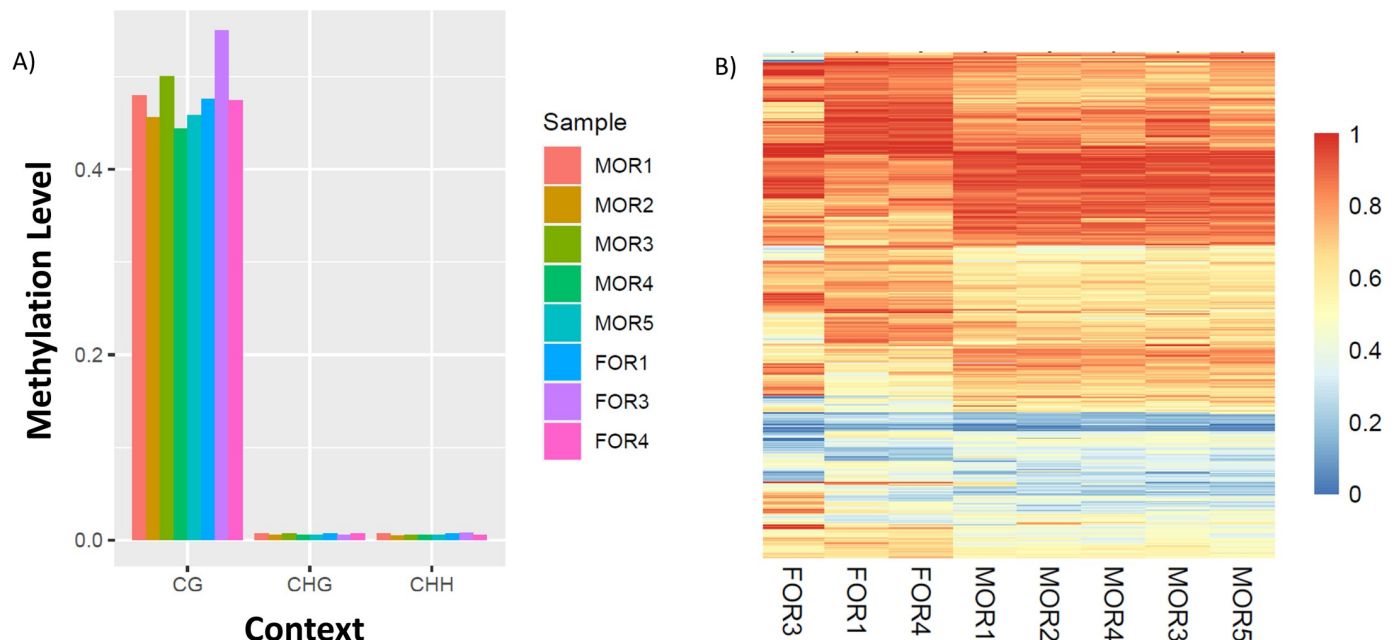 A)
Methylation Level
0.4
0.2
0.0
CG
CHG
CHH
Context
Sample
MOR1
MOR2
MOR3
MOR4
MOR5
FOR1
FOR3
FOR4
B)
1
0.8
0.6
0.4
0.2
0
FOR3
FOR1
FOR4
MOR1
MOR2
MOR4
MOR3
MOR5